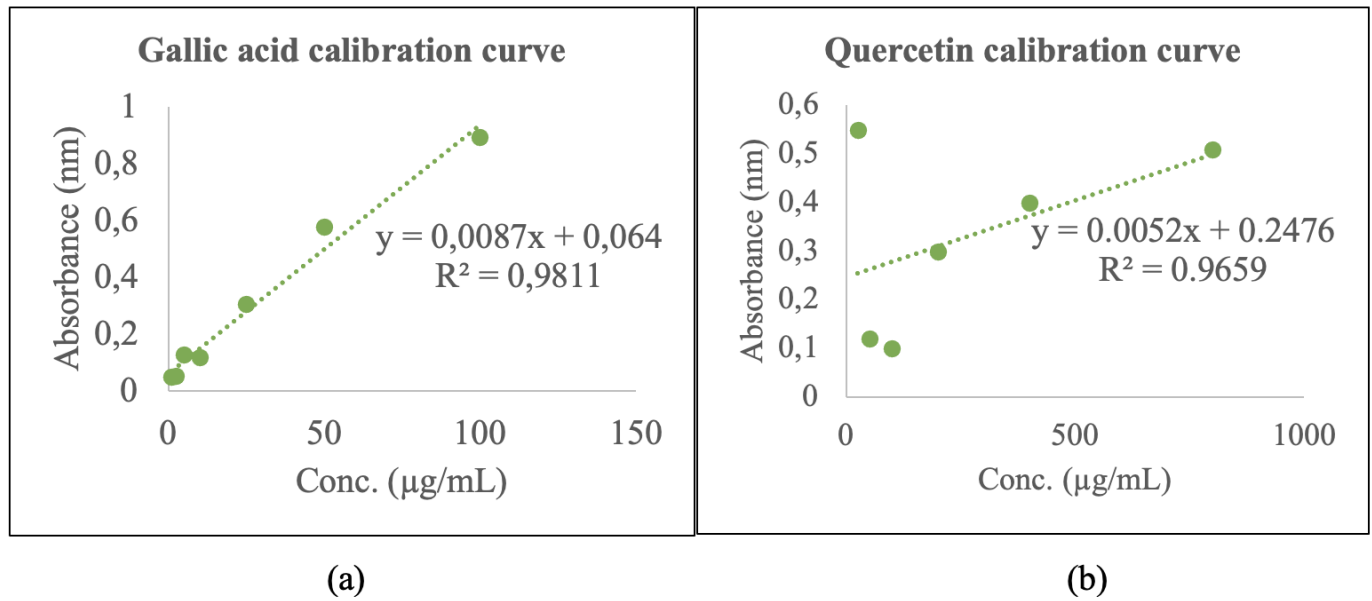 Gallic acid calibration curve
Absorbance (nm)
1
0,8
0,6
0,4
0,2
0
y = 0,0087x + 0,064
R² = 0,9811
0
50
100
150
Conc. (µg/mL)
(a)
Quercetin calibration curve
Absorbance (nm)
0,6
0,5
0,4
0,3
0,2
0,1
0
y = 0.0052x + 0.2476
R² = 0.9659
0
500
1000
Conc. (µg/mL)
(b)